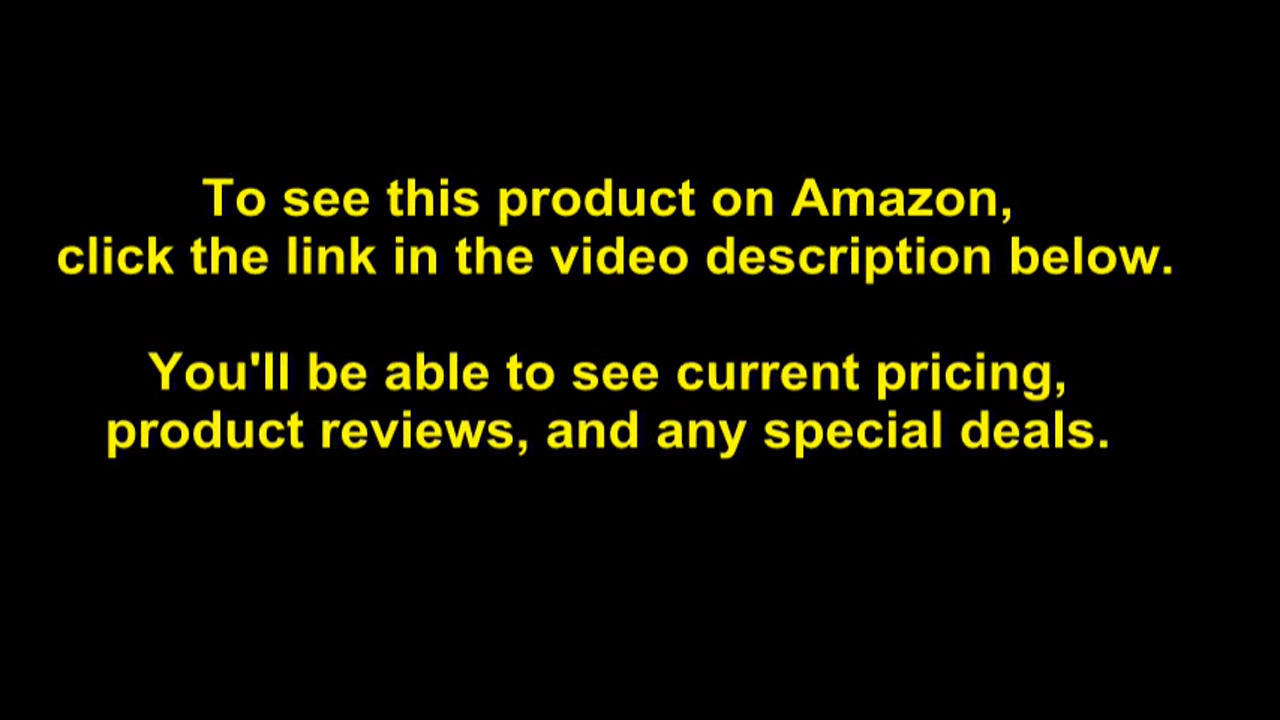 To see this product on Amazon,
click the link in the video description below.
You'll be able to see current pricing,
product reviews, and any special deals.